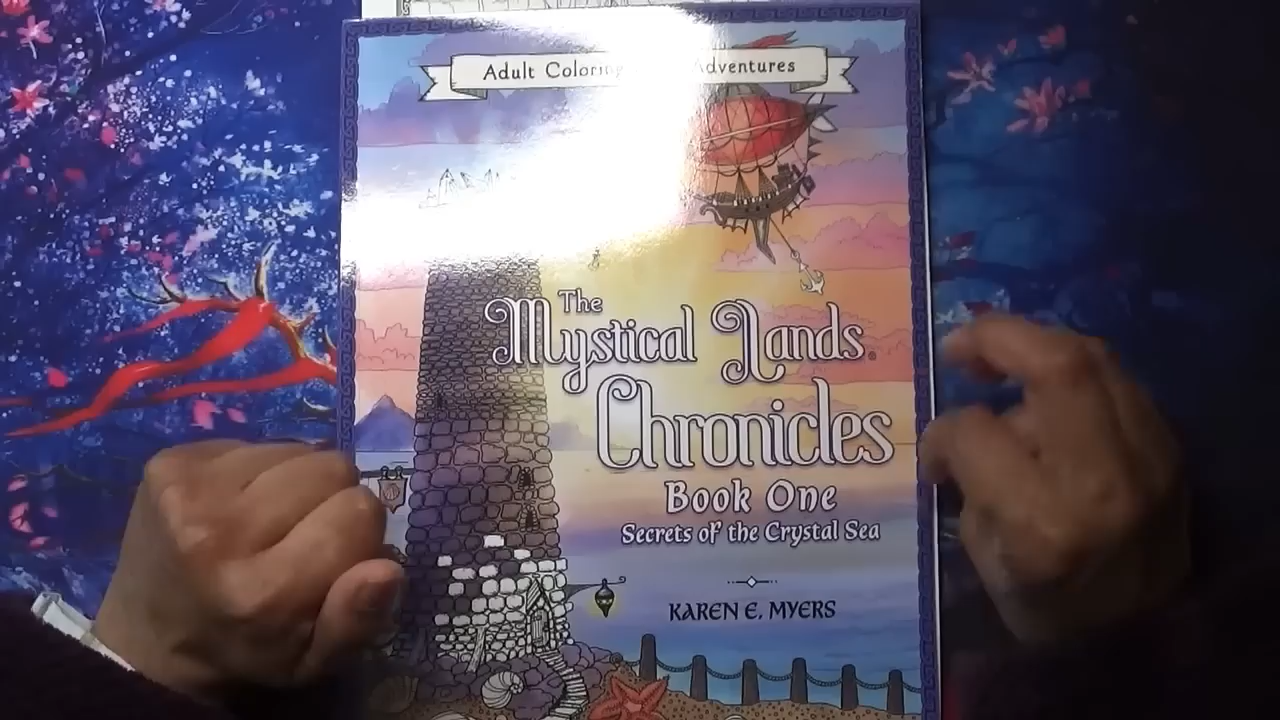 Adult Coloring Adventures
The
Mystical Lands
Chronicles
Book One
Secrets of the Crystal Sea
KAREN E. MYERS